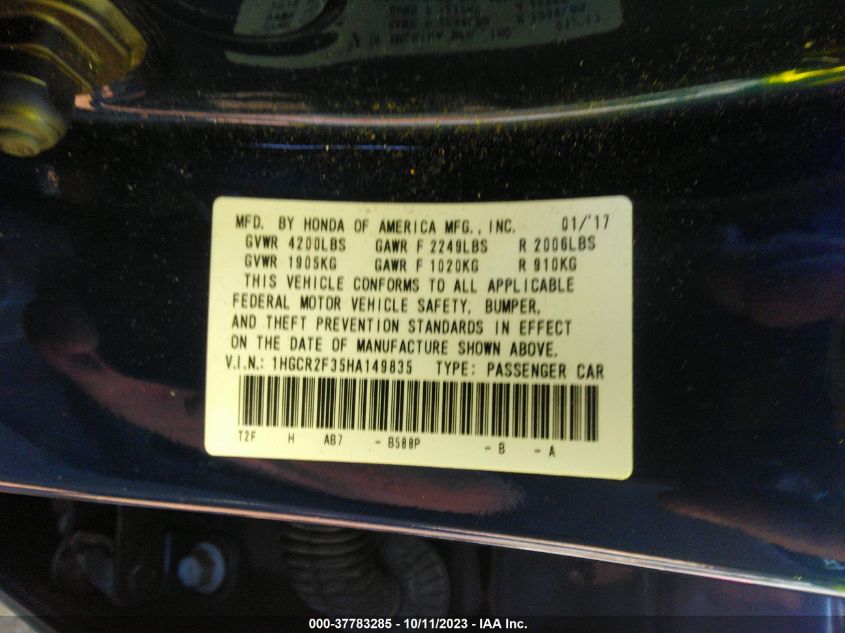 MFD. BY HONDA OF AMERICA MFG., INC. 01/'17
GVWR 4200LBS GAWR F 2249LBS R 2006LBS
GVWR 1905KG GAWR F 1020KG R 910KG
THIS VEHICLE CONFORMS TO ALL APPLICABLE
FEDERAL MOTOR VEHICLE SAFETY, BUMPER,
AND THEFT PREVENTION STANDARDS IN EFFECT
ON THE DATE OF MANUFACTURE SHOWN ABOVE.
V.I.N.: 1HGCR2F35HA149835 TYPE: PASSENGER CAR
T2F H AB7 - B588P - B - A
000-37783285 - 10/11/2023 - IAA Inc.